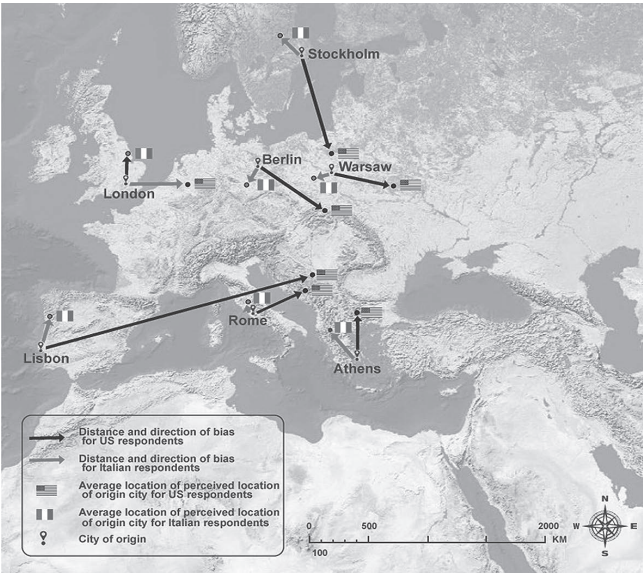 Stockholm
Berlin
Warsaw
London
Rome
Lisbon
Athens
Distance and direction of bias
for US respondents
Distance and direction of bias
for Italian respondents
Average location of perceived location
of origin city for US respondents
Average location of perceived location
of origin city for Italian respondents
City of origin
N
W E
S
0 500 2000
KM
100